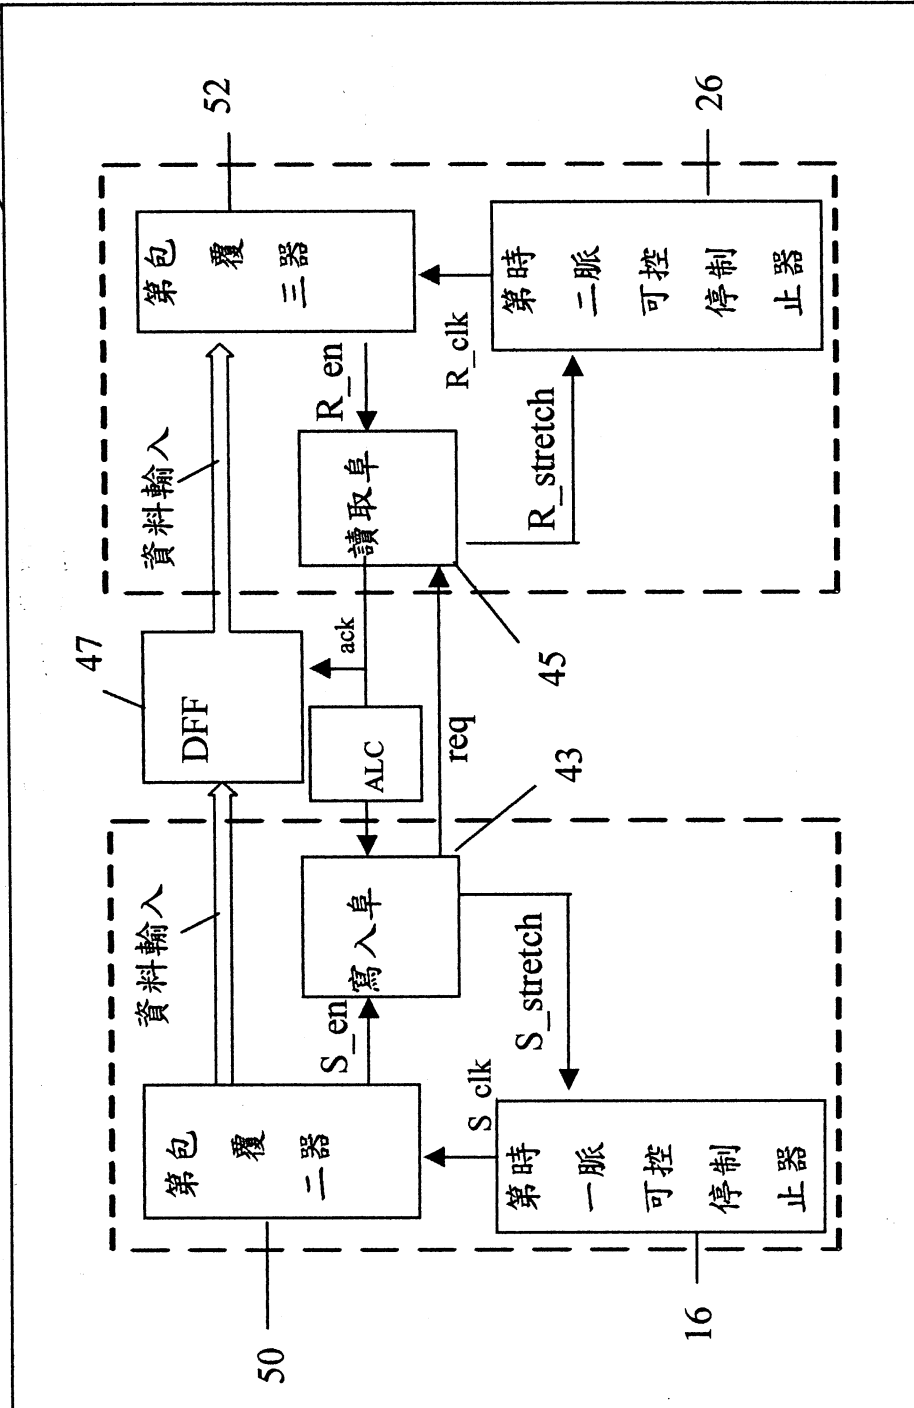 50
第包
覆
二器
S_en
資料輸入
S_clk
第時
一脈
可控
停制
止器
16
S_stretch
寫入阜
43
47
DFF
ALC
ack
req
45
資料輸入
讀取阜
R_en
R_stretch
52
第包
覆
三器
R_clk
第時
二脈
可控
停制
止器
26